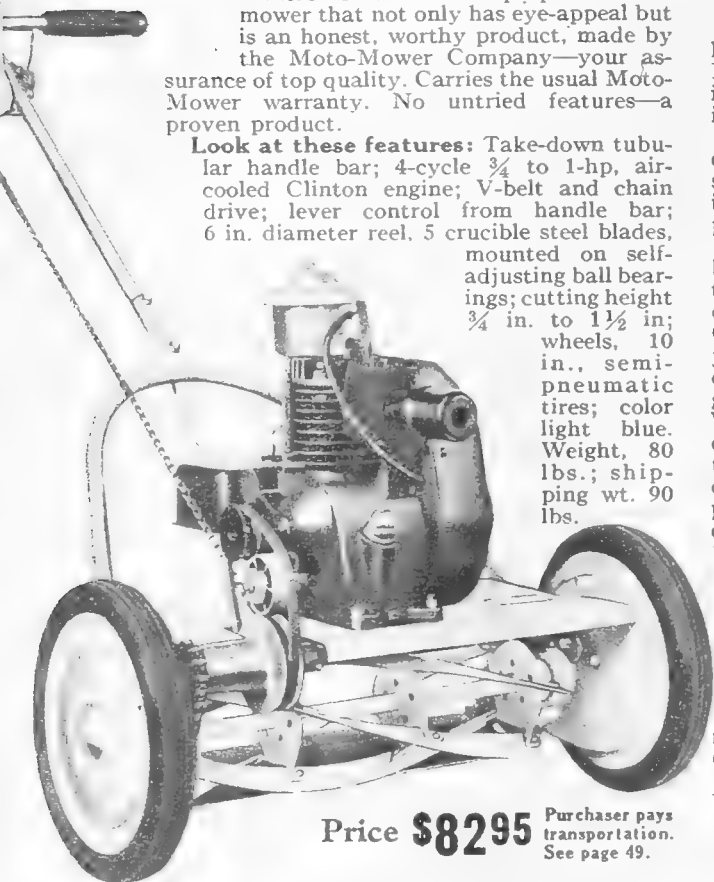 mower that not only has eye-appeal but
is an honest, worthy product, made by
the Moto-Mower Company—your as-
surance of top quality. Carries the usual Moto-
Mower warranty. No untried features—a
proven product.
Look at these features: Take-down tubu-
lar handle bar; 4-cycle ¾ to 1-hp, air-
cooled Clinton engine; V-belt and chain
drive; lever control from handle bar;
6 in. diameter reel, 5 crucible steel blades,
mounted on self-
adjusting ball bear-
ings; cutting height
¾ in. to 1½ in;
wheels, 10
in., semi-
pneumatic
tires; color
light blue.
Weight, 80
lbs.; ship-
ping wt. 90
lbs.
Price $8295 Purchaser pays
transportation.
See page 49.